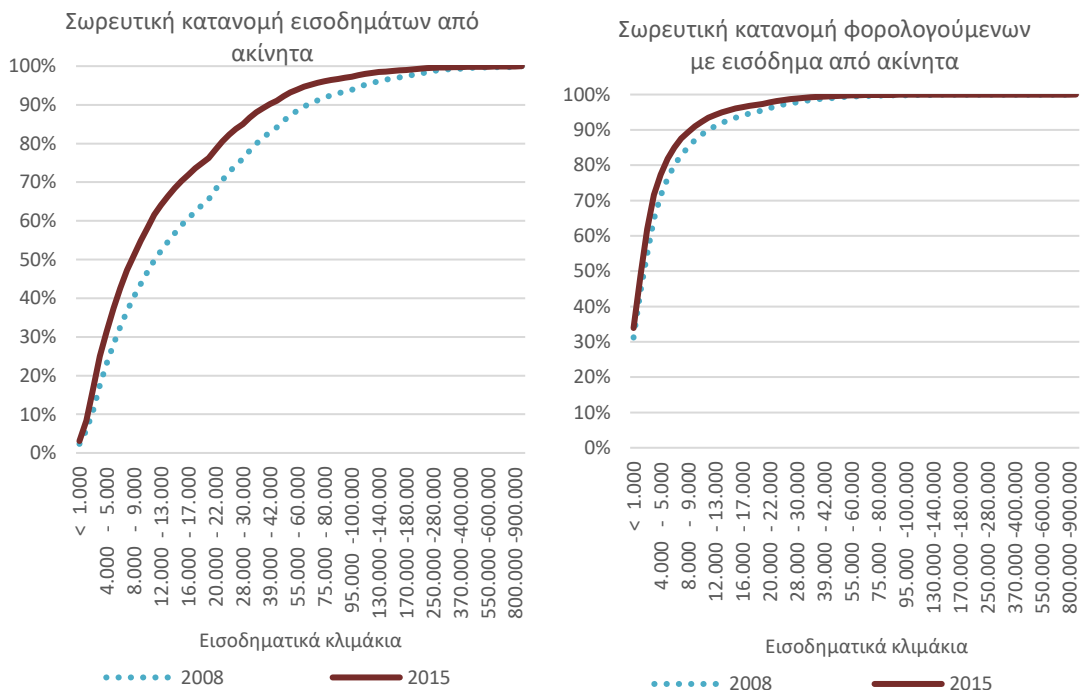 Σωρευτική κατανομή εισοδημάτων από
ακίνητα
100%
90%
80%
70%
60%
50%
40%
30%
20%
10%
0%
< 1.000
4.000 - 5.000
8.000 - 9.000
12.000 - 13.000
16.000 - 17.000
20.000 - 22.000
28.000 - 30.000
39.000 - 42.000
55.000 - 60.000
75.000 - 80.000
95.000 -100.000
130.000 -140.000
170.000 -180.000
250.000 -280.000
370.000 -400.000
550.000 -600.000
800.000 -900.000
Εισοδηματικά κλιμάκια
2008
2015
Σωρευτική κατανομή φορολογούμενων
με εισόδημα από ακίνητα
100%
90%
80%
70%
60%
50%
40%
30%
20%
10%
0%
< 1.000
4.000 - 5.000
8.000 - 9.000
12.000 - 13.000
16.000 - 17.000
20.000 - 22.000
28.000 - 30.000
39.000 - 42.000
55.000 - 60.000
75.000 - 80.000
95.000 -100.000
130.000 -140.000
170.000 -180.000
250.000 -280.000
370.000 -400.000
550.000 -600.000
800.000 -900.000
Εισοδηματικά κλιμάκια
2008
2015